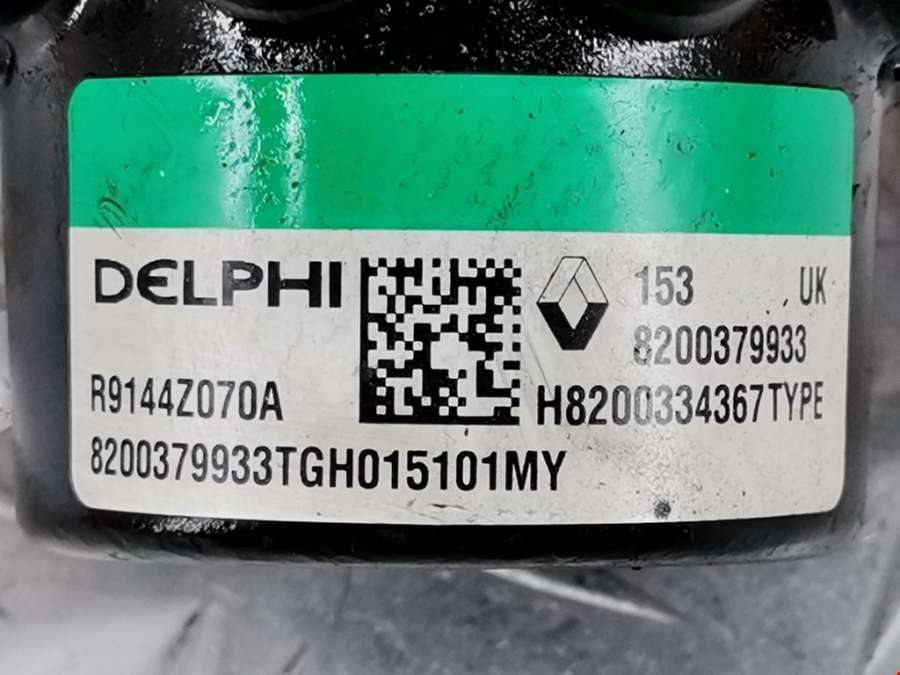 DELPHI
153 UK
8200379933
R9144Z070A
H8200334367TYPE
8200379933TGH015101MY